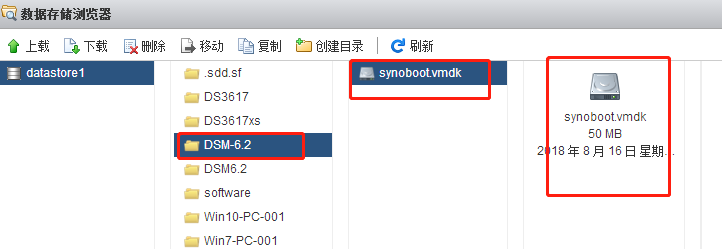 数据存储浏览器
上载 下载 删除 移动 复制 创建目录 刷新
datastore1
.sdd.sf
DS3617
DS3617xs
DSM-6.2
DSM6.2
software
Win10-PC-001
Win7-PC-001
synoboot.vmdk
synoboot.vmdk
50 MB
2018 年 8 月 16 日 星期...